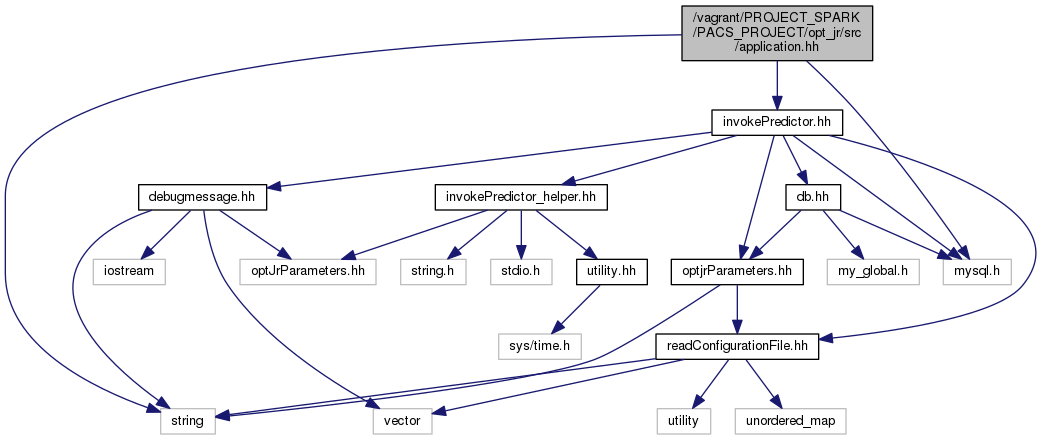 /vagrant/PROJECT_SPARK
/PACS_PROJECT/opt_jr/src
/application.hh
invokePredictor.hh
debugmessage.hh
invokePredictor_helper.hh
db.hh
iostream
optJrParameters.hh
string.h
stdio.h
utility.hh
optjrParameters.hh
my_global.h
mysql.h
sys/time.h
readConfigurationFile.hh
string
vector
utility
unordered_map